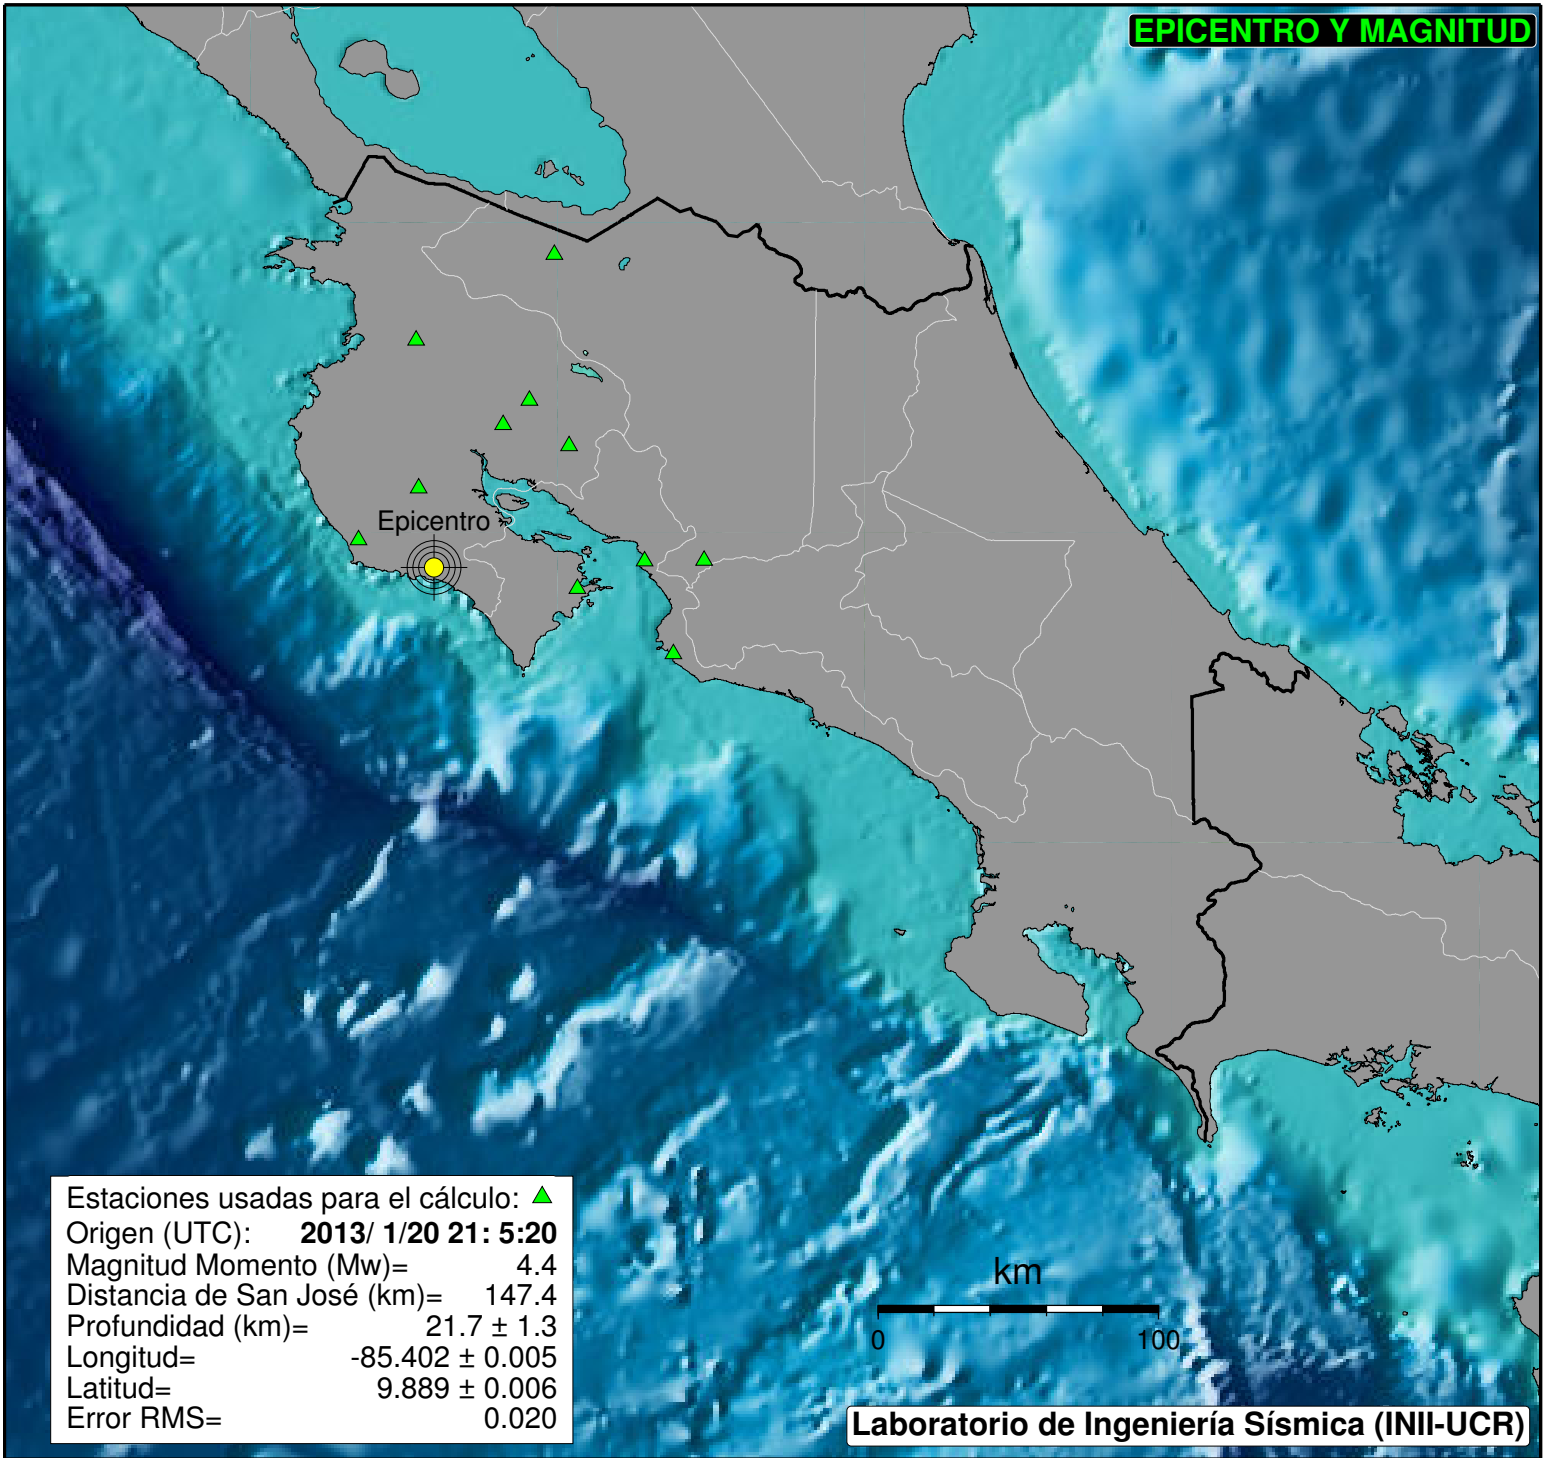 EPICENTRO Y MAGNITUD
Epicentro
Estaciones usadas para el cálculo:
Origen (UTC): 2013/ 1/20 21: 5:20
Magnitud Momento (Mw)= 4.4
Distancia de San José (km)= 147.4
Profundidad (km)= 21.7 ± 1.3
Longitud= -85.402 ± 0.005
Latitud= 9.889 ± 0.006
Error RMS= 0.020
km
0 100
Laboratorio de Ingeniería Sísmica (INII-UCR)